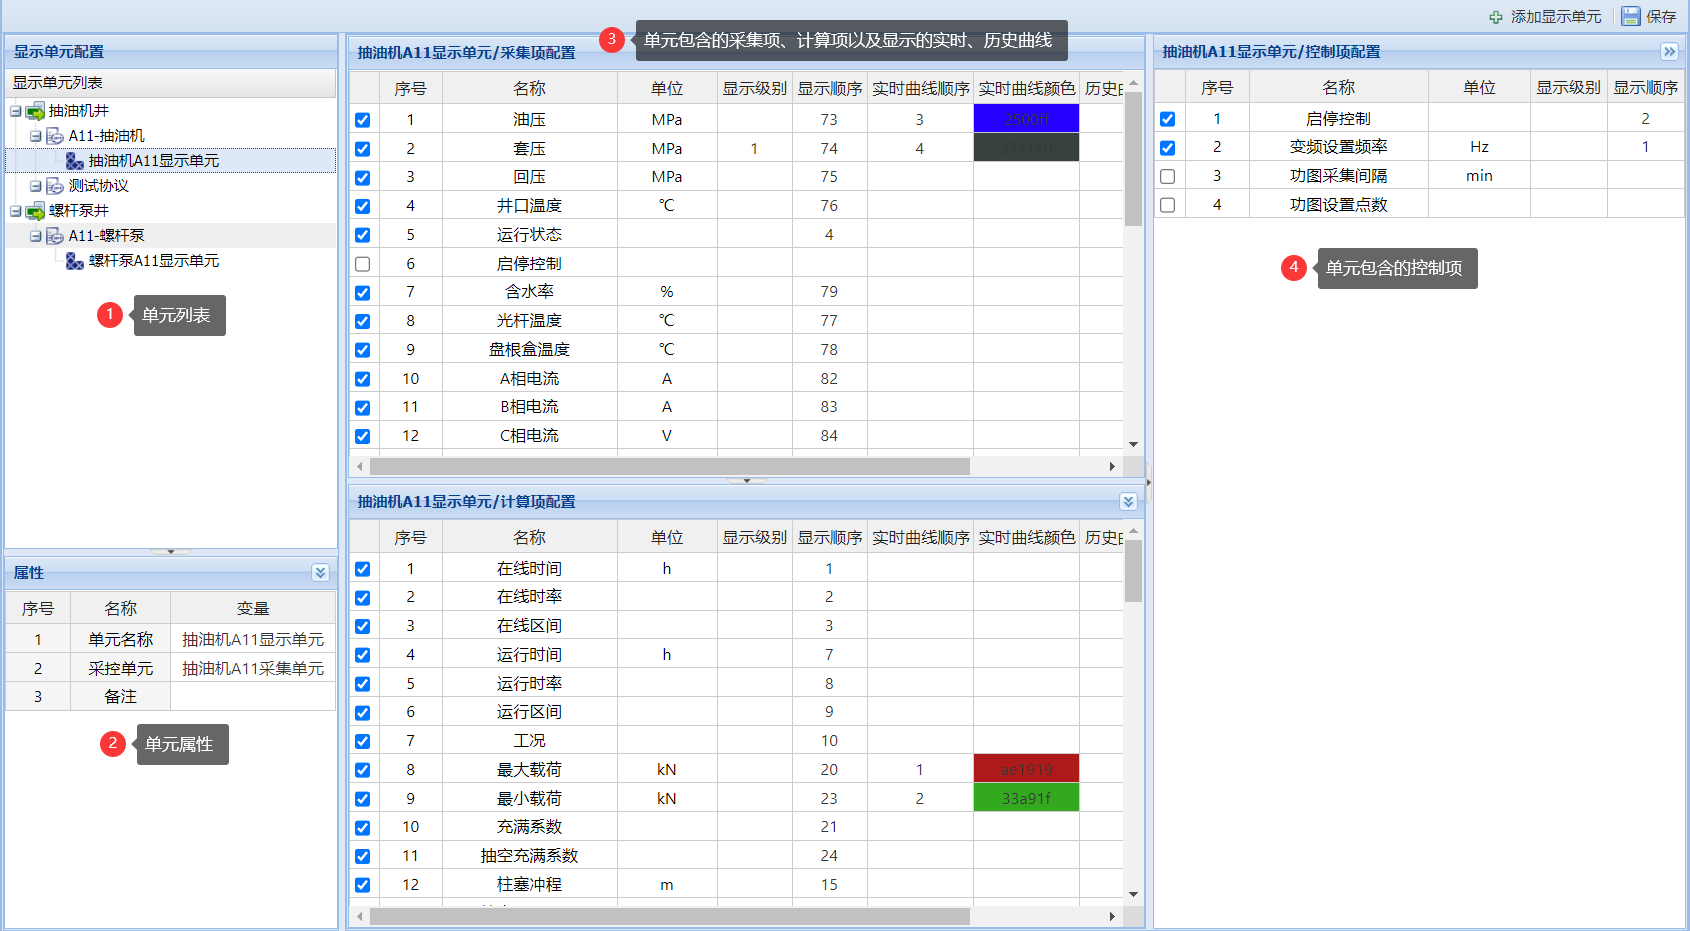 添加显示单元 保存
显示单元配置
显示单元列表
抽油机井
A11-抽油机
抽油机A11显示单元
测试协议
螺杆泵井
A11-螺杆泵
螺杆泵A11显示单元
1 单元列表
属性
序号 名称 变量
1 单元名称 抽油机A11显示单元
2 采控单元 抽油机A11采集单元
3 备注
2 单元属性
抽油机A11显示单元/采集项配置
3 单元包含的采集项、计算项以及显示的实时、历史曲线
序号 名称 单位 显示级别 显示顺序 实时曲线顺序 实时曲线颜色 历史
1 油压 MPa 73 3 2500ff
2 套压 MPa 1 74 4
3 回压 MPa 75
4 井口温度 ℃ 76
5 运行状态 4
6 启停控制
7 含水率 % 79
8 光杆温度 ℃ 77
9 盘根盒温度 ℃ 78
10 A相电流 A 82
11 B相电流 A 83
12 C相电流 V 84
抽油机A11显示单元/计算项配置
序号 名称 单位 显示级别 显示顺序 实时曲线顺序 实时曲线颜色 历史
1 在线时间 h 1
2 在线时率 2
3 在线区间 3
4 运行时间 h 7
5 运行时率 8
6 运行区间 9
7 工况 10
8 最大载荷 kN 20 1 ae1919
9 最小载荷 kN 23 2 33a91f
10 充满系数 21
11 抽空充满系数 24
12 柱塞冲程 m 15
抽油机A11显示单元/控制项配置
序号 名称 单位 显示级别 显示顺序
1 启停控制 2
2 变频设置频率 Hz 1
3 功图采集间隔 min
4 功图设置点数
4 单元包含的控制项